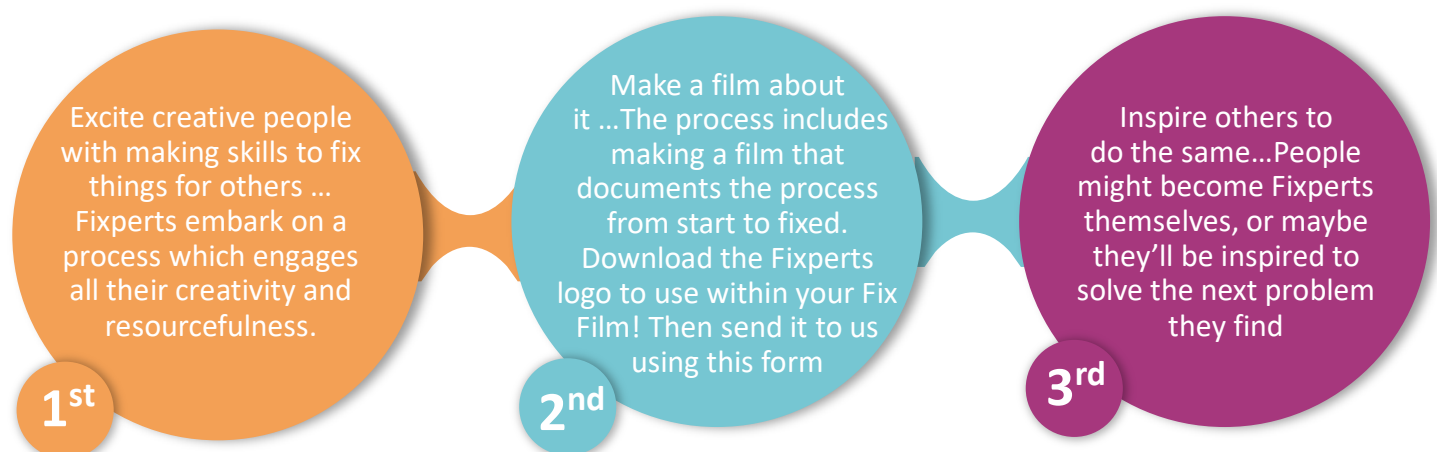 Excite creative people
with making skills to fix
things for others ...
Fixperts embark on a
process which engages
all their creativity and
resourcefulness.
1st
Make a film about
it ...The process includes
making a film that
documents the process
from start to fixed.
Download the Fixperts
logo to use within your Fix
Film! Then send it to us
using this form
2nd
Inspire others to
do the same...People
might become Fixperts
themselves, or maybe
they’ll be inspired to
solve the next problem
they find
3rd